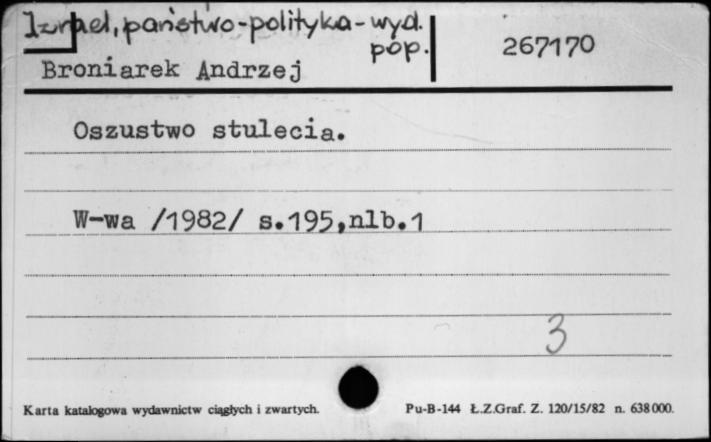 Izrael, państwo-polityka-wyd.
pop.
267170
Broniarek Andrzej
Oszustwo stulecia.
W-wa /1982/ s.195,nlb.1
3
Karta katalogowa wydawnictw ciągłych i zwartych. Pu-B-144 Ł.Z.Graf. Z. 120/15/82 n. 638000.